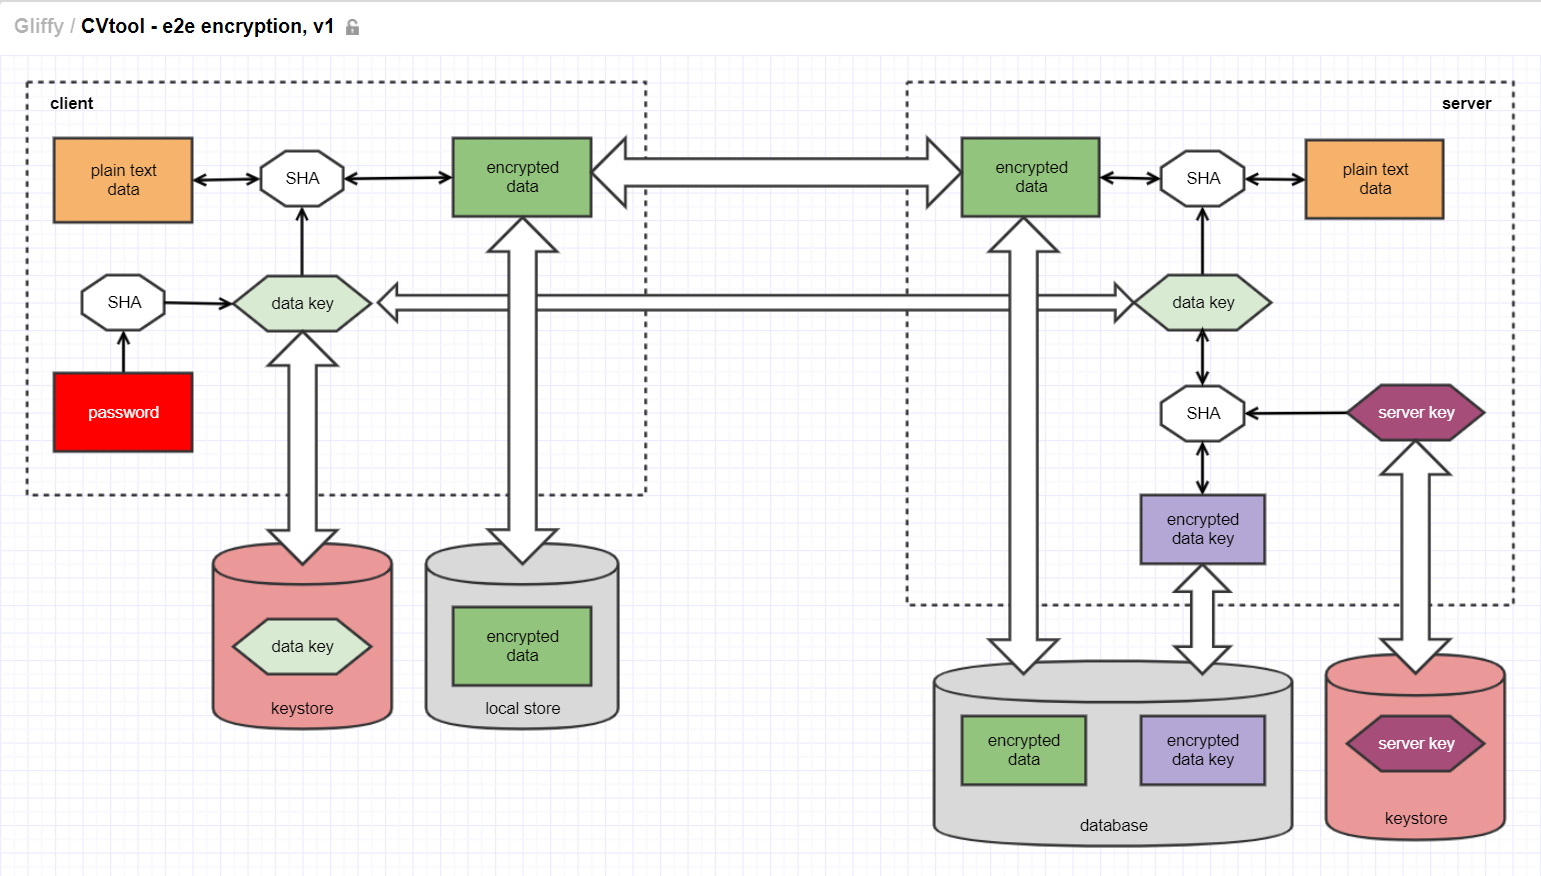 Gliffy / CVtool - e2e encryption, v1
client
server
plain text
data
SHA
encrypted
data
encrypted
data
SHA
plain text
data
SHA
data key
data key
password
SHA
server key
encrypted
data key
data key
keystore
encrypted
data
local store
encrypted
data
encrypted
data key
database
server key
keystore